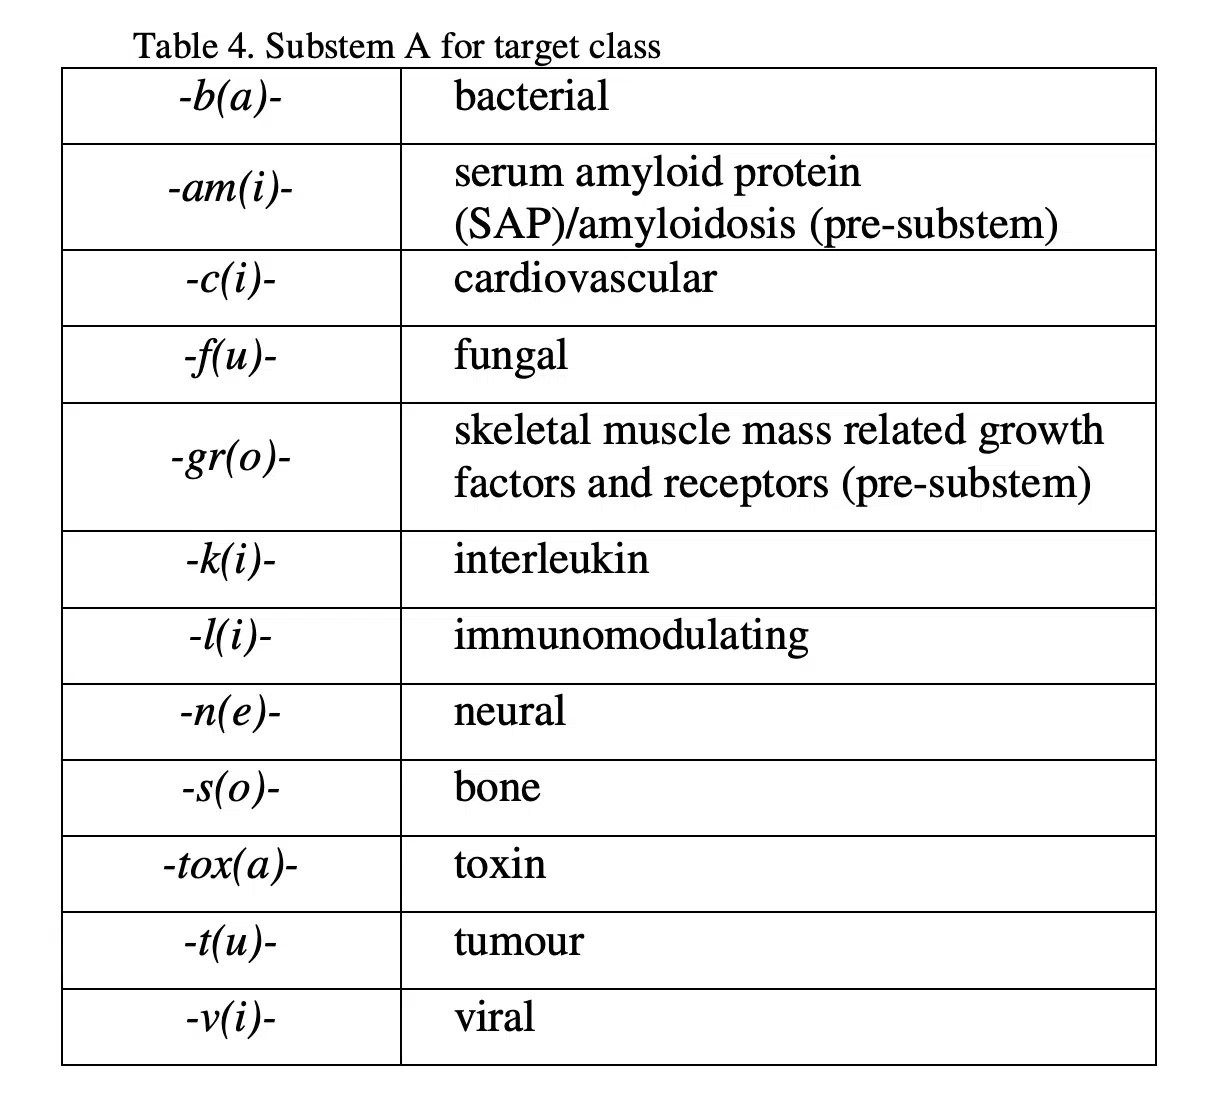 Table 4. Substem A for target class
-b(a)- bacterial
-am(i)- serum amyloid protein
(SAP)/amyloidosis (pre-substem)
-c(i)- cardiovascular
-f(u)- fungal
-gr(o)- skeletal muscle mass related growth
factors and receptors (pre-substem)
-k(i)- interleukin
-l(i)- immunomodulating
-n(e)- neural
-s(o)- bone
-tox(a)- toxin
-t(u)- tumour
-v(i)- viral